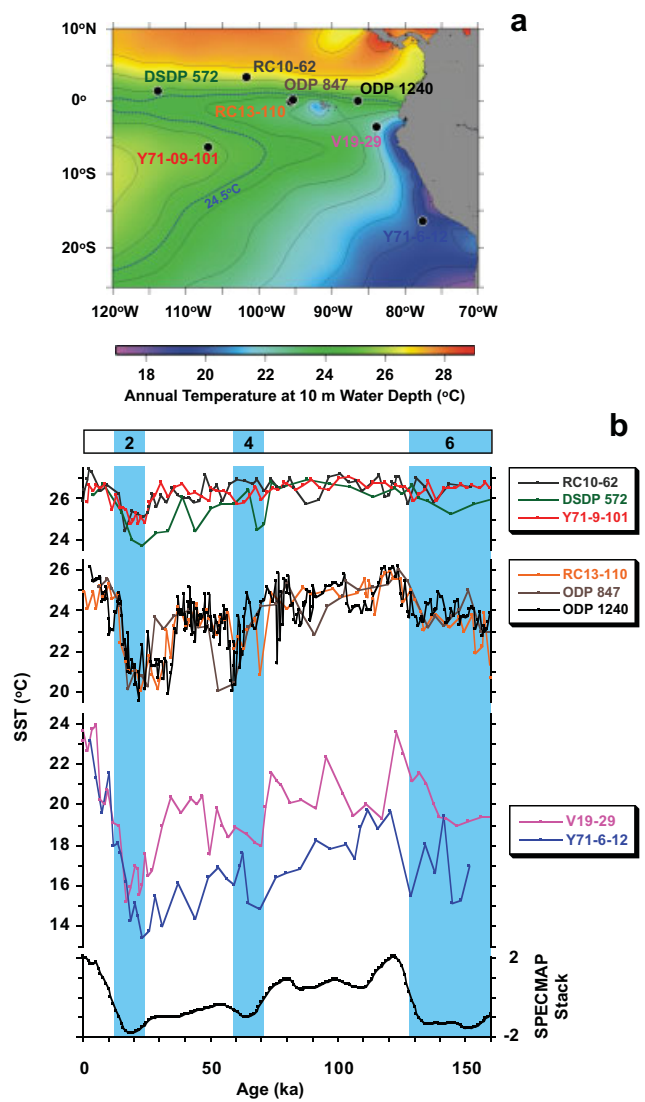 a
10°N
0°
10°S
20°S
RC10-62
DSDP 572
ODP 847
ODP 1240
RC13-110
V19-29
Y71-09-101
24.5°C
Y71-6-12
120°W 110°W 100°W 90°W 80°W 70°W
18 20 22 24 26 28
Annual Temperature at 10 m Water Depth (°C)
b
2 4 6
26
24
RC10-62
DSDP 572
Y71-9-101
26
24
22
20
RC13-110
ODP 847
ODP 1240
SST (°C)
24
22
20
18
16
14
V19-29
Y71-6-12
2
-2
SPECMAP
Stack
0 50 100 150
Age (ka)